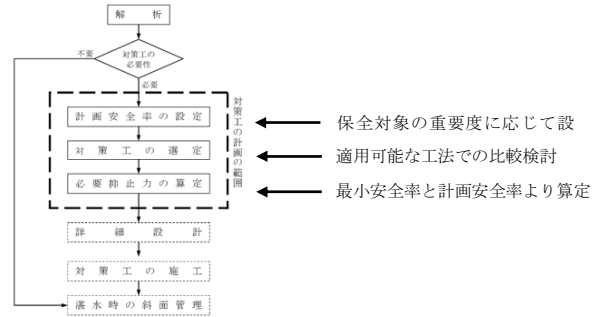 解析
対策工の
必要性
不要
必要
計画安全率の設定
対策工の選定
必要抑止力の算定
対策工の計画の範囲
保全対象の重要度に応じて設
適用可能な工法での比較検討
最小安全率と計画安全率より算定
詳細設計
対策工の施工
湛水時の斜面管理